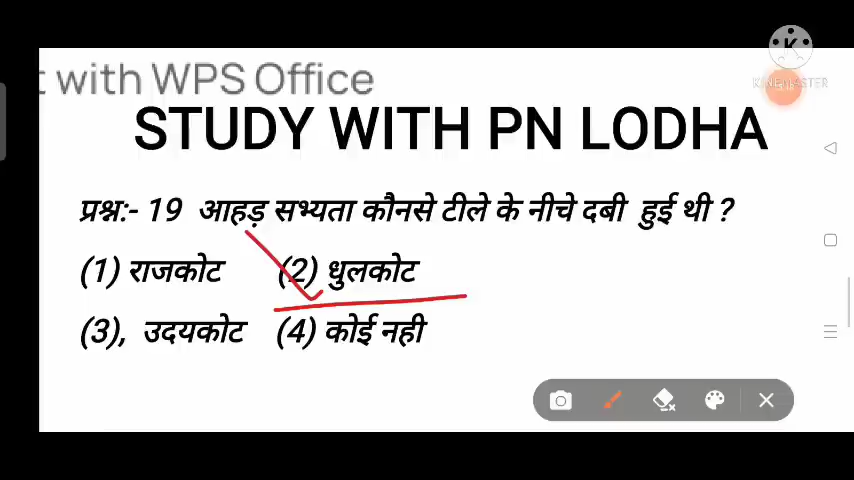 t with WPS Office
KINEMASTER
STUDY WITH PN LODHA
प्रश्न:- 19 आहड़ सभ्यता कौनसे टीले के नीचे दबी हुई थी ?
(1) राजकोट (2) धुलकोट
(3), उदयकोट (4) कोई नही